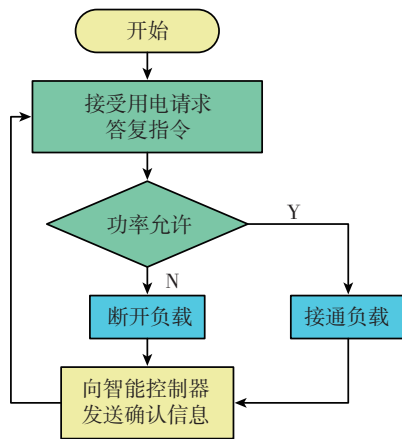 开始
接受用电请求
答复指令
功率允许
Y
N
断开负载
接通负载
向智能控制器
发送确认信息